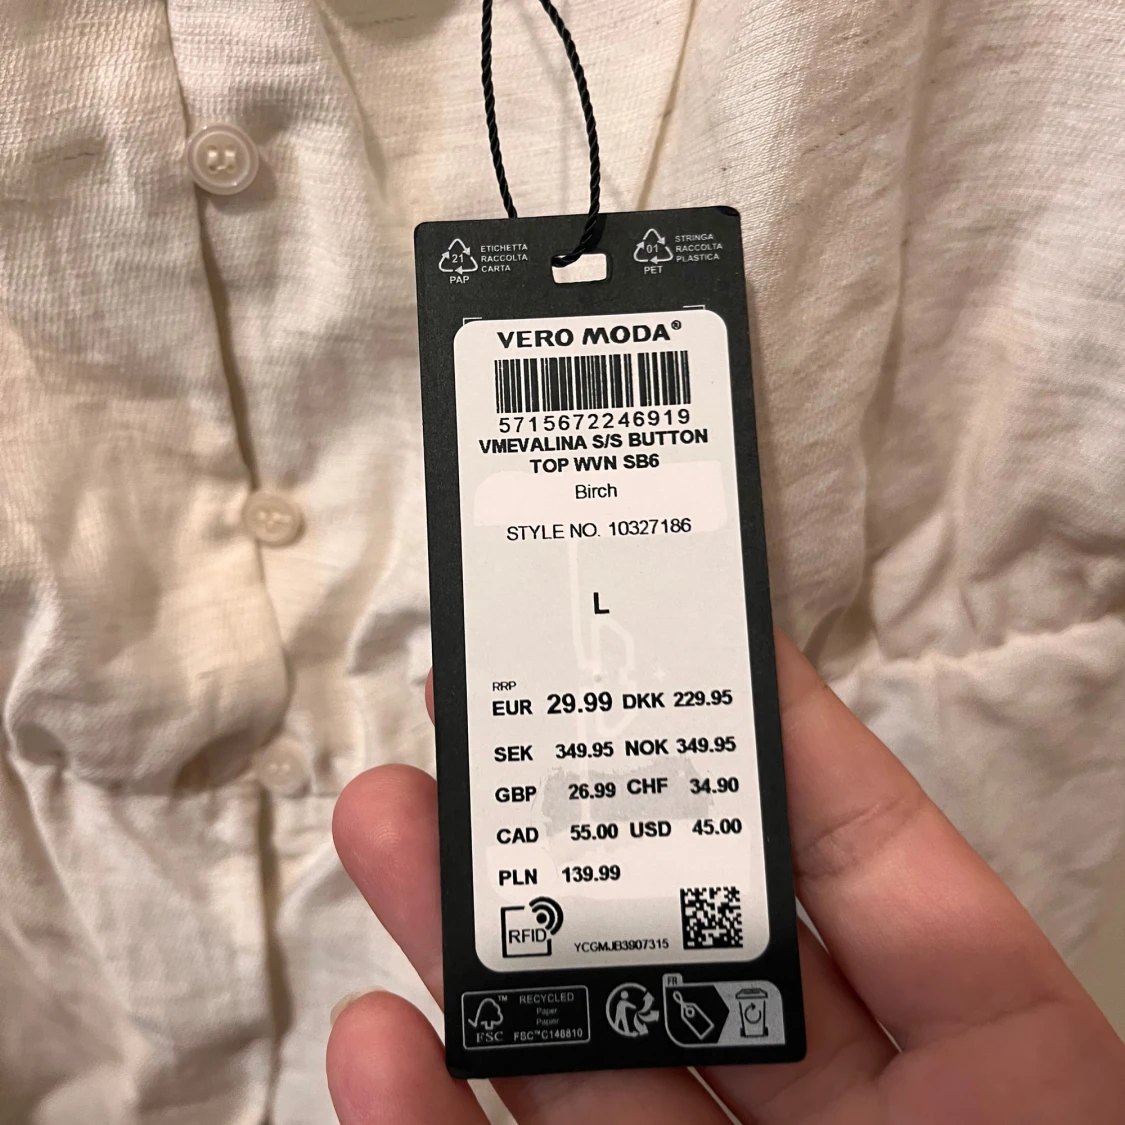 21
PAP
ETICHETTA
RACCOLTA
CARTA
01
PET
STRINGA
RACCOLTA
PLASTICA
VERO MODA®
5715672246919
VMEVALINA S/S BUTTON
TOP WVN SB6
Birch
STYLE NO. 10327186
L
RRP
EUR 29.99 DKK 229.95
SEK 349.95 NOK 349.95
GBP 26.99 CHF 34.90
CAD 55.00 USD 45.00
PLN 139.99
RFID
YCGMJB3907315
FSC
RECYCLED
Paper
Papier
FSC™C148810
FR